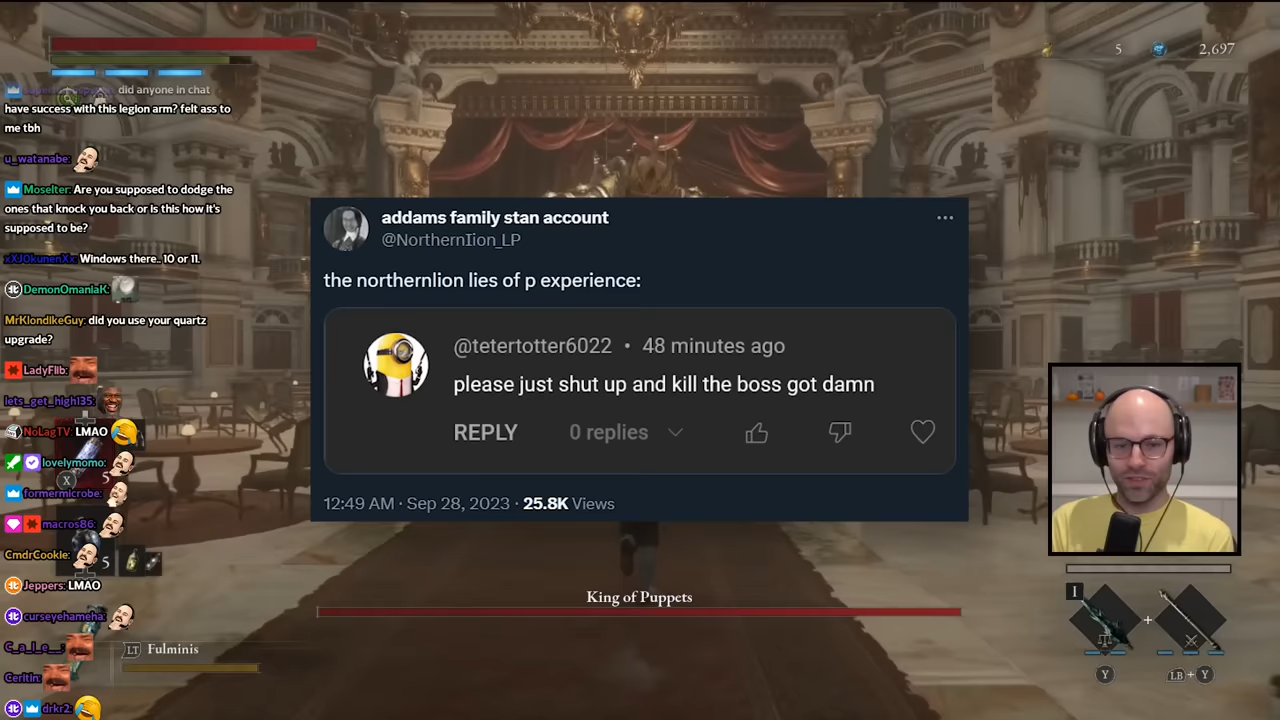 5 2,697
did anyone in chat
have success with this legion arm? felt ass to
me tbh
u_watanabe:
Moselter: Are you supposed to dodge the
ones that knock you back or is this how it's
supposed to be?
xXJ0kunenXx: Windows there.. 10 or 11.
DemonOmaniaK:
MrKlondikeGuy: did you use your quartz
upgrade?
LadyFlib:
lets_get_high135:
NoLagTV: LMAO
lovelymomo:
X 5
formermicrobe:
macros86:
CmdrCookie: 5
Jeppers: LMAO
curseyehameha:
C_a_l_e__:
LT Fulminis
Ceritin:
drkr2:
addams family stan account
@NorthernIion_LP
the northernlion lies of p experience:
@tetertotter6022 • 48 minutes ago
please just shut up and kill the boss got damn
REPLY 0 replies
12:49 AM · Sep 28, 2023 · 25.8K Views
King of Puppets
I
+
Y LB + Y